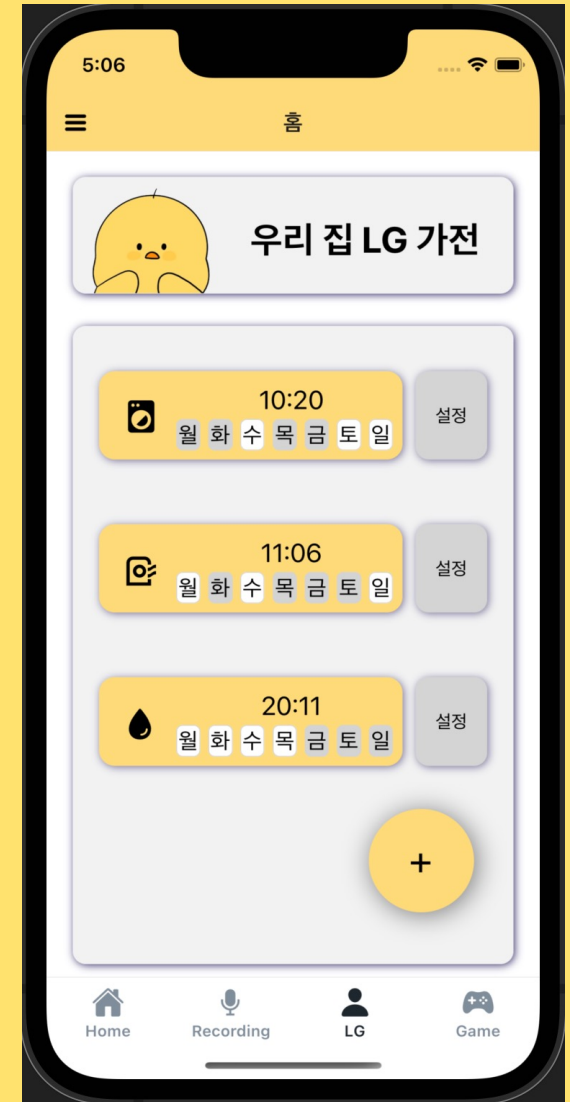 5:06
홈
우리 집 LG 가전
10:20
월 화 수 목 금 토 일
설정
11:06
월 화 수 목 금 토 일
설정
20:11
월 화 수 목 금 토 일
설정
+
Home Recording LG Game